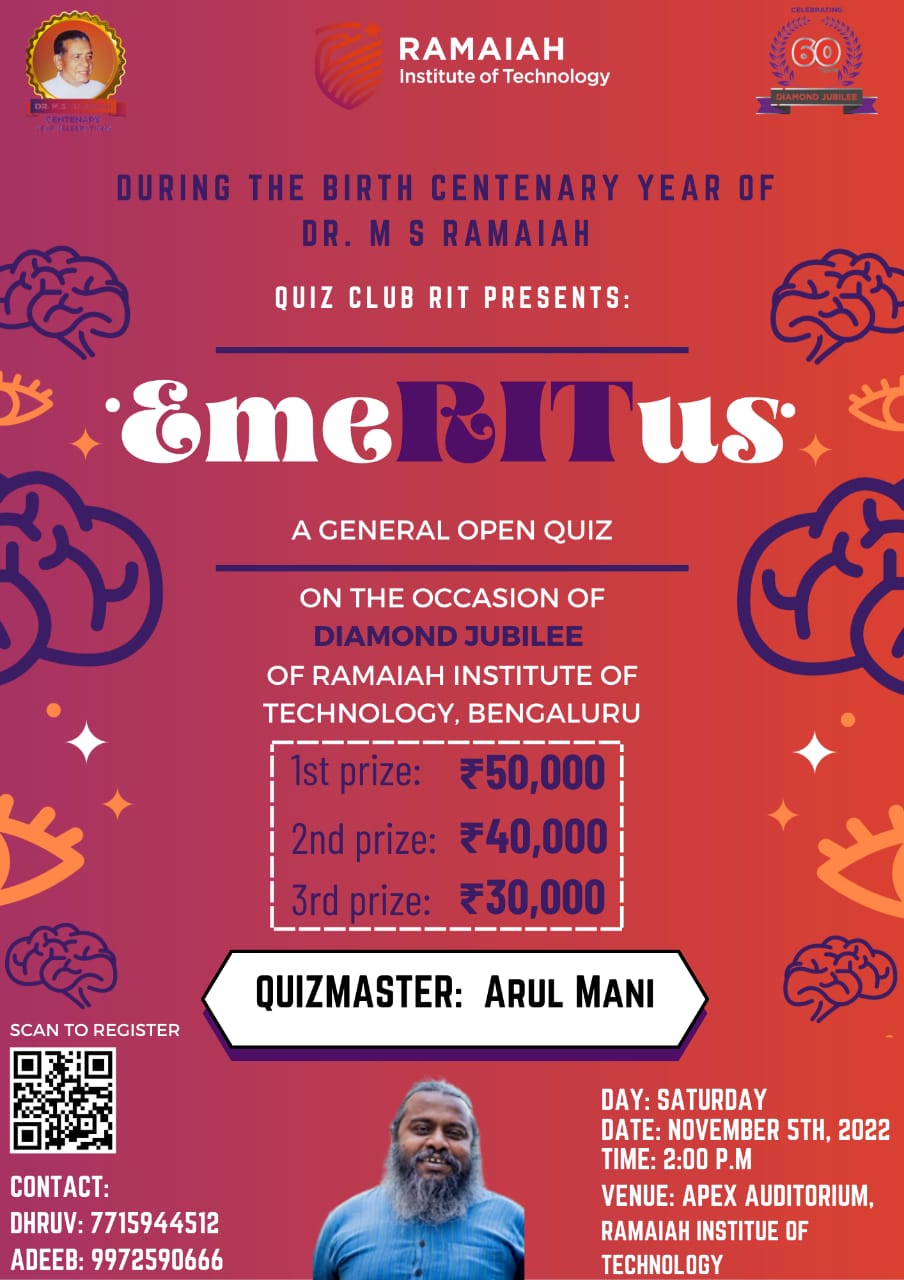 DR. M.S. RAMAIAH
CENTENARY
RAMAIAH
Institute of Technology
CELEBRATING
60
DIAMOND JUBILEE
DURING THE BIRTH CENTENARY YEAR OF
DR. M S RAMAIAH
QUIZ CLUB RIT PRESENTS:
EmeRITus
A GENERAL OPEN QUIZ
ON THE OCCASION OF
DIAMOND JUBILEE
OF RAMAIAH INSTITUTE OF
TECHNOLOGY, BENGALURU
1st prize: ₹50,000
2nd prize: ₹40,000
3rd prize: ₹30,000
QUIZMASTER: ARUL MANI
SCAN TO REGISTER
CONTACT:
DHRUV: 7715944512
ADEEB: 9972590666
DAY: SATURDAY
DATE: NOVEMBER 5TH, 2022
TIME: 2:00 P.M
VENUE: APEX AUDITORIUM,
RAMAIAH INSTITUE OF
TECHNOLOGY